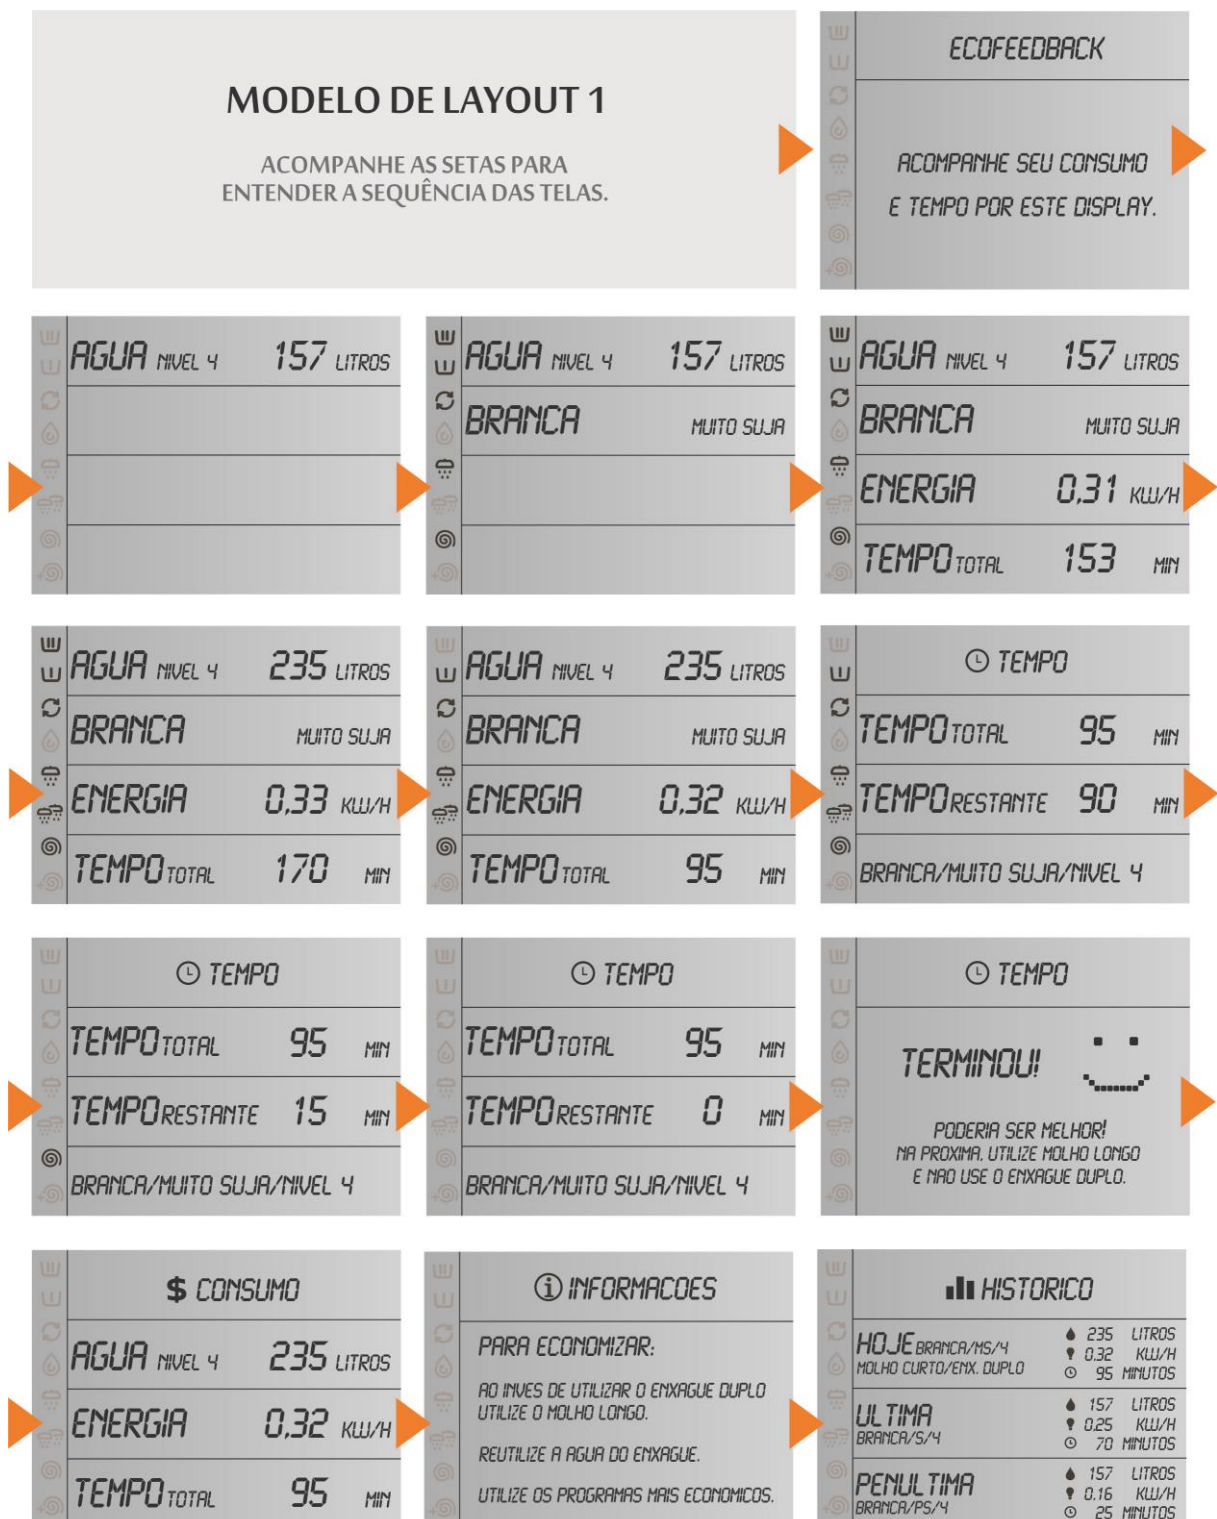 MODELO DE LAYOUT 1
ACOMPANHE AS SETAS PARA
ENTENDER A SEQUÊNCIA DAS TELAS.
ECOFEEDBACK
ACOMPANHE SEU CONSUMO
E TEMPO POR ESTE DISPLAY.
AGUA NIVEL 4 157 LITROS
AGUA NIVEL 4 157 LITROS
BRANCA MUITO SUJA
AGUA NIVEL 4 157 LITROS
BRANCA MUITO SUJA
ENERGIA 0,31 KW/H
TEMPO TOTAL 153 MIN
AGUA NIVEL 4 235 LITROS
BRANCA MUITO SUJA
ENERGIA 0,33 KW/H
TEMPO TOTAL 170 MIN
AGUA NIVEL 4 235 LITROS
BRANCA MUITO SUJA
ENERGIA 0,32 KW/H
TEMPO TOTAL 95 MIN
TEMPO
TEMPO TOTAL 95 MIN
TEMPO RESTANTE 90 MIN
BRANCA/MUITO SUJA/NIVEL 4
TEMPO
TEMPO TOTAL 95 MIN
TEMPO RESTANTE 15 MIN
BRANCA/MUITO SUJA/NIVEL 4
TEMPO
TEMPO TOTAL 95 MIN
TEMPO RESTANTE 0 MIN
BRANCA/MUITO SUJA/NIVEL 4
TEMPO
TERMINOU!
PODERIA SER MELHOR!
NA PROXIMA, UTILIZE MOLHO LONGO
E NAO USE O ENXAGUE DUPLO.
$ CONSUMO
AGUA NIVEL 4 235 LITROS
ENERGIA 0,32 KW/H
TEMPO TOTAL 95 MIN
i INFORMACOES
PARA ECONOMIZAR:
AO INVES DE UTILIZAR O ENXAGUE DUPLO
UTILIZE O MOLHO LONGO.
REUTILIZE A AGUA DO ENXAGUE.
UTILIZE OS PROGRAMAS MAIS ECONOMICOS.
HISTORICO
HOJE BRANCA/MS/4
MOLHO CURTO/ENX. DUPLO
235 LITROS
0,32 KW/H
95 MINUTOS
ULTIMA
BRANCA/S/4
157 LITROS
0,25 KW/H
70 MINUTOS
PENULTIMA
BRANCA/PS/4
157 LITROS
0,16 KW/H
25 MINUTOS